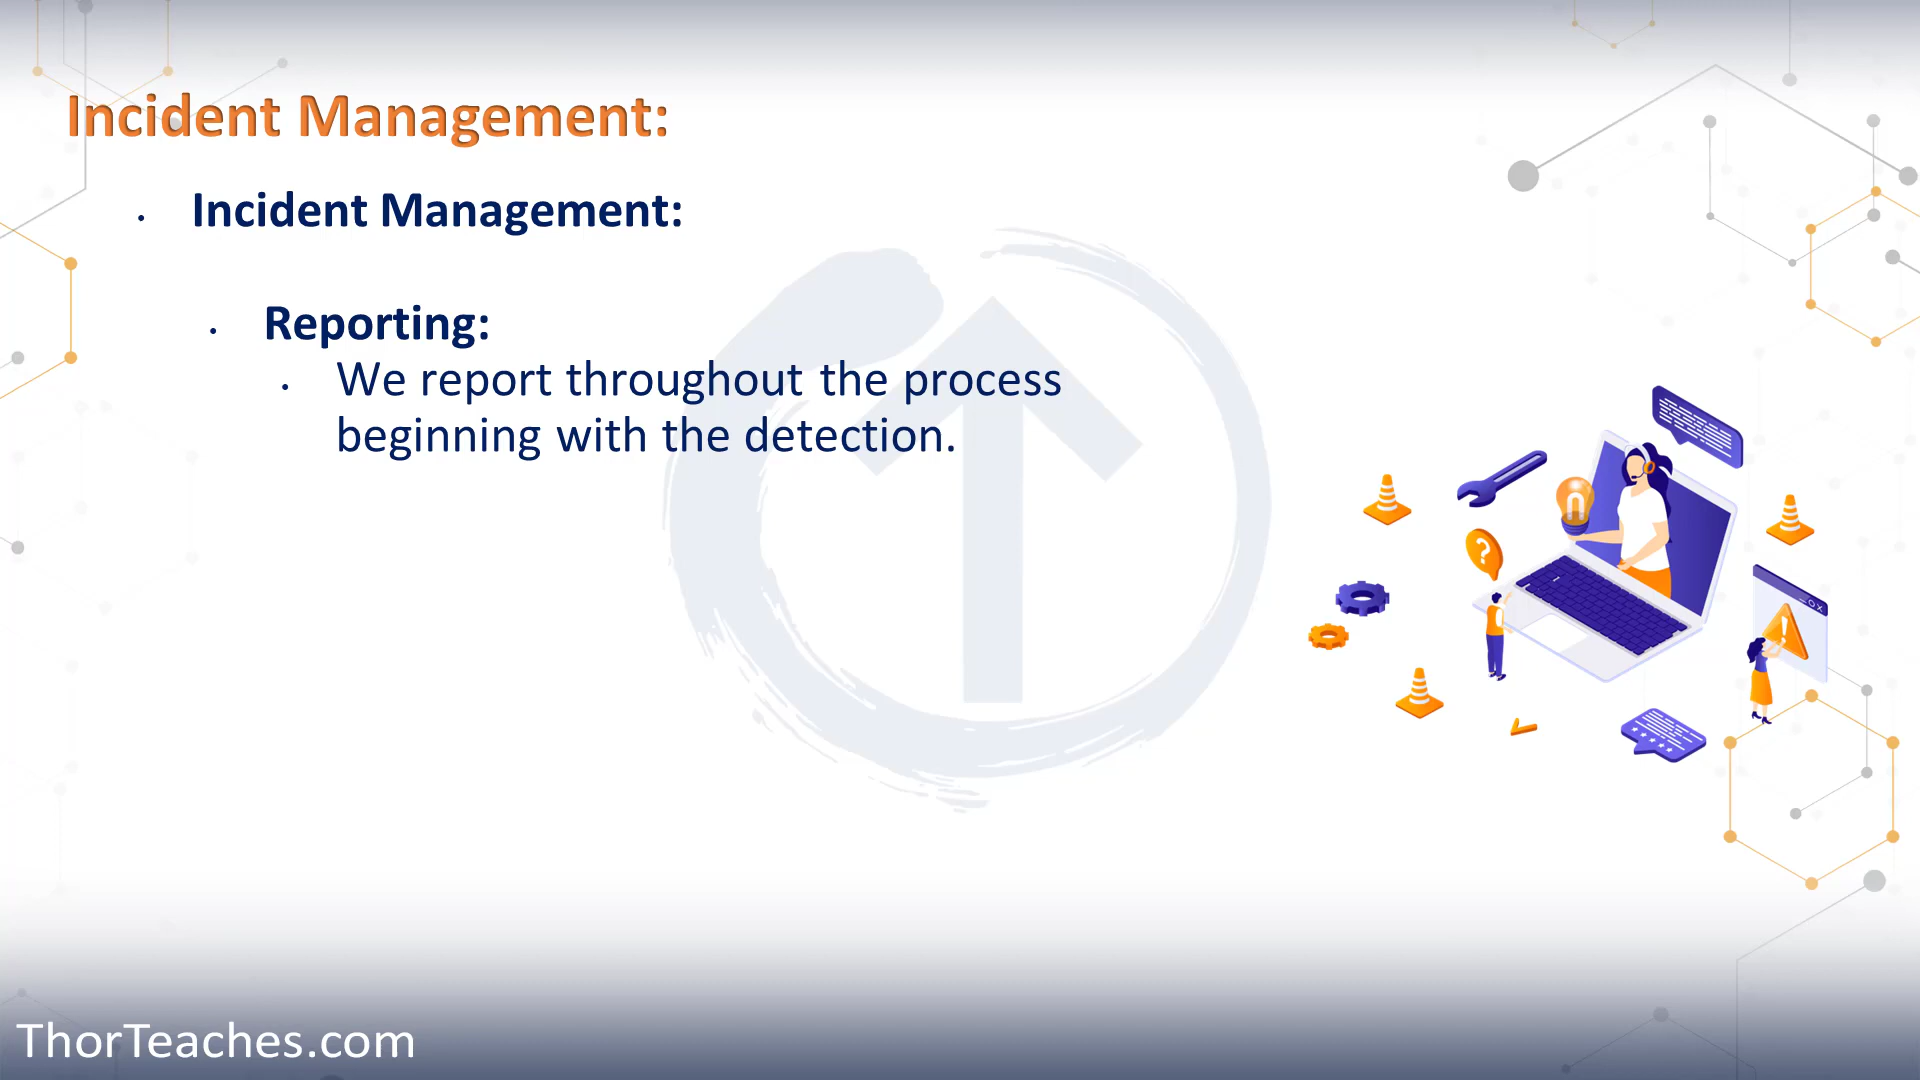 Incident Management:
• Incident Management:
• Reporting:
• We report throughout the process
beginning with the detection.
?
!
ThorTeaches.com